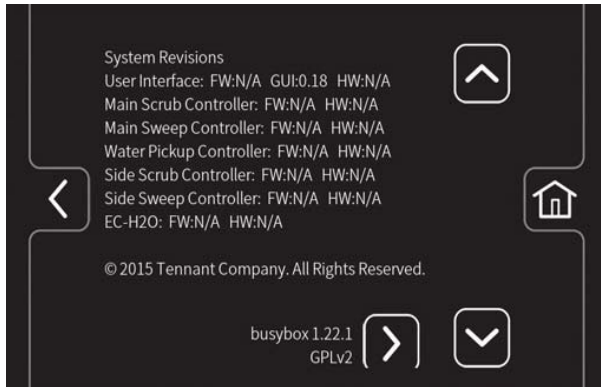 System Revisions
User Interface: FW:N/A GUI:0.18 HW:N/A
Main Scrub Controller: FW:N/A HW:N/A
Main Sweep Controller: FW:N/A HW:N/A
Water Pickup Controller: FW:N/A HW:N/A
Side Scrub Controller: FW:N/A HW:N/A
Side Sweep Controller: FW:N/A HW:N/A
EC-H2O: FW:N/A HW:N/A
© 2015 Tennant Company. All Rights Reserved.
busybox 1.22.1
GPLv2